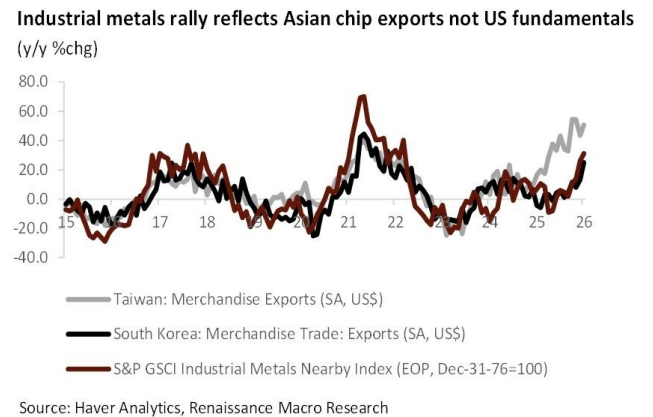 Industrial metals rally reflects Asian chip exports not US fundamentals
(y/y %chg)
80.0
60.0
40.0
20.0
0.0
-20.0
-40.0
15 17 18 19 20 21 22 23 24 25 26
Taiwan: Merchandise Exports (SA, US$)
South Korea: Merchandise Trade: Exports (SA, US$)
S&P GSCI Industrial Metals Nearby Index (EOP, Dec-31-76=100)
Source: Haver Analytics, Renaissance Macro Research